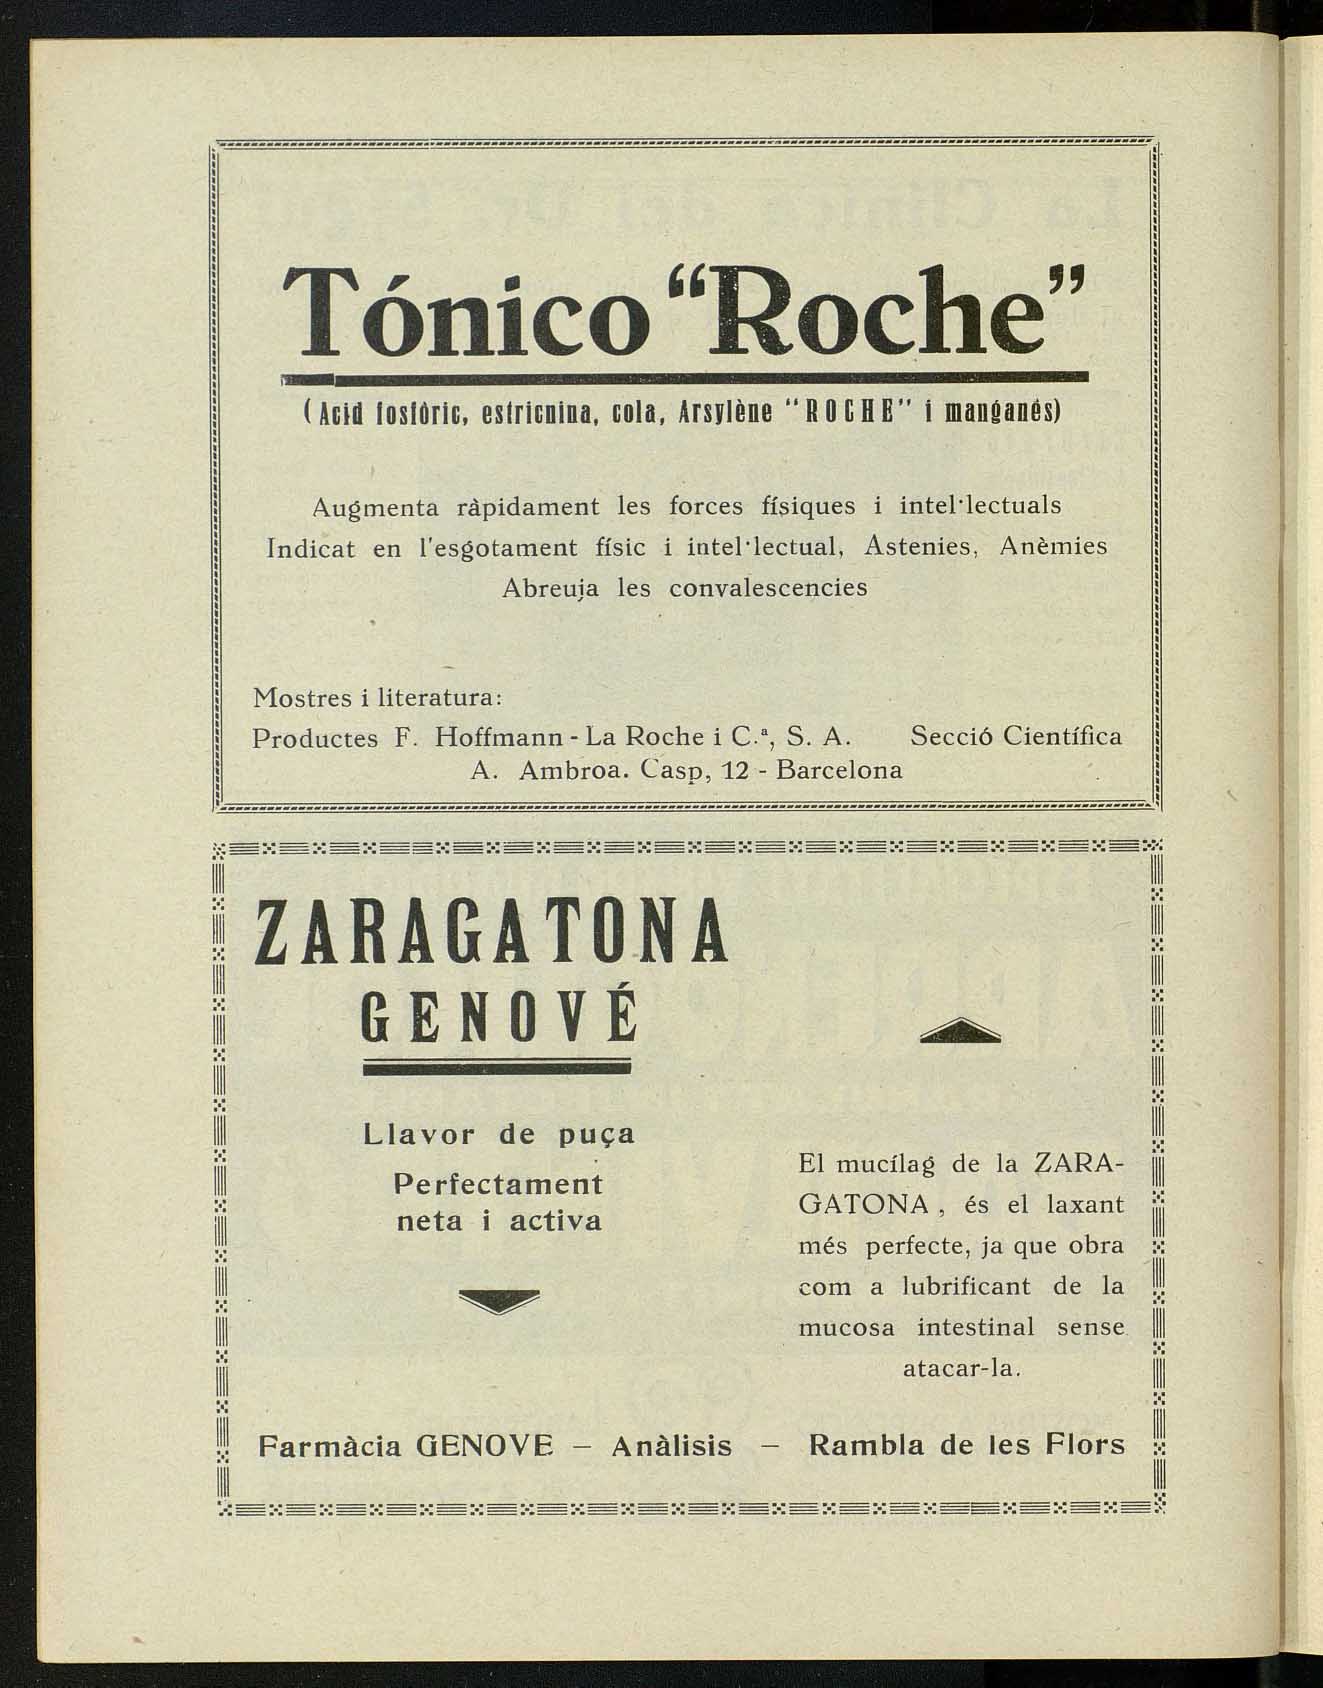 Tónico “Roche”
(Acid fosfòric, estricnina, cola, Arsylène “ROCHE” i manganès)
Augmenta ràpidament les forces físiques i intel·lectuals
Indicat en l'esgotament físic i intel·lectual, Astenies, Anèmies
Abreuja les convalescencies
Mostres i literatura:
Productes F. Hoffmann - La Roche i C.ª, S. A. Secció Científica
A. Ambroa. Casp, 12 - Barcelona
ZARAGATONA
GENOVÉ
Llavor de puça
Perfectament
neta i activa
El mucílag de la ZARA-
GATONA, és el laxant
més perfecte, ja que obra
com a lubrificant de la
mucosa intestinal sense
atacar-la.
Farmàcia GENOVE — Anàlisis — Rambla de les Flors